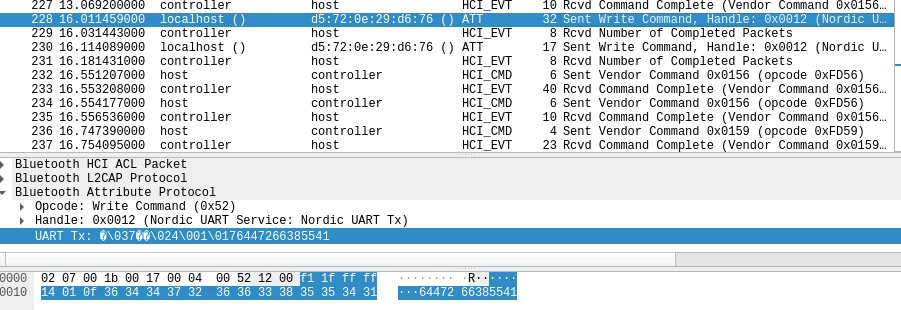 227 13.069200000 controller host HCI_EVT 10 Rcvd Command Complete (Vendor Command 0x0156…
228 16.011459000 localhost () d5:72:0e:29:d6:76 () ATT 32 Sent Write Command, Handle: 0x0012 (Nordic U…
229 16.031443000 controller host HCI_EVT 8 Rcvd Number of Completed Packets
230 16.114089000 localhost () d5:72:0e:29:d6:76 () ATT 17 Sent Write Command, Handle: 0x0012 (Nordic U…
231 16.181431000 controller host HCI_EVT 8 Rcvd Number of Completed Packets
232 16.551207000 host controller HCI_CMD 6 Sent Vendor Command 0x0156 (opcode 0xFD56)
233 16.553208000 controller host HCI_EVT 40 Rcvd Command Complete (Vendor Command 0x0156…
234 16.554177000 host controller HCI_CMD 6 Sent Vendor Command 0x0156 (opcode 0xFD56)
235 16.556536000 controller host HCI_EVT 10 Rcvd Command Complete (Vendor Command 0x0156…
236 16.747390000 host controller HCI_CMD 4 Sent Vendor Command 0x0159 (opcode 0xFD59)
237 16.754095000 controller host HCI_EVT 23 Rcvd Command Complete (Vendor Command 0x0159…
Bluetooth HCI ACL Packet
Bluetooth L2CAP Protocol
Bluetooth Attribute Protocol
Opcode: Write Command (0x52)
Handle: 0x0012 (Nordic UART Service: Nordic UART Tx)
UART Tx: �\037��\024\001\0176447266385541
0000 02 07 00 1b 00 17 00 04 00 52 12 00 f1 1f ff ff ········ ·R······
0010 14 01 0f 36 34 34 37 32 36 36 33 38 35 35 34 31 ···64472 66385541